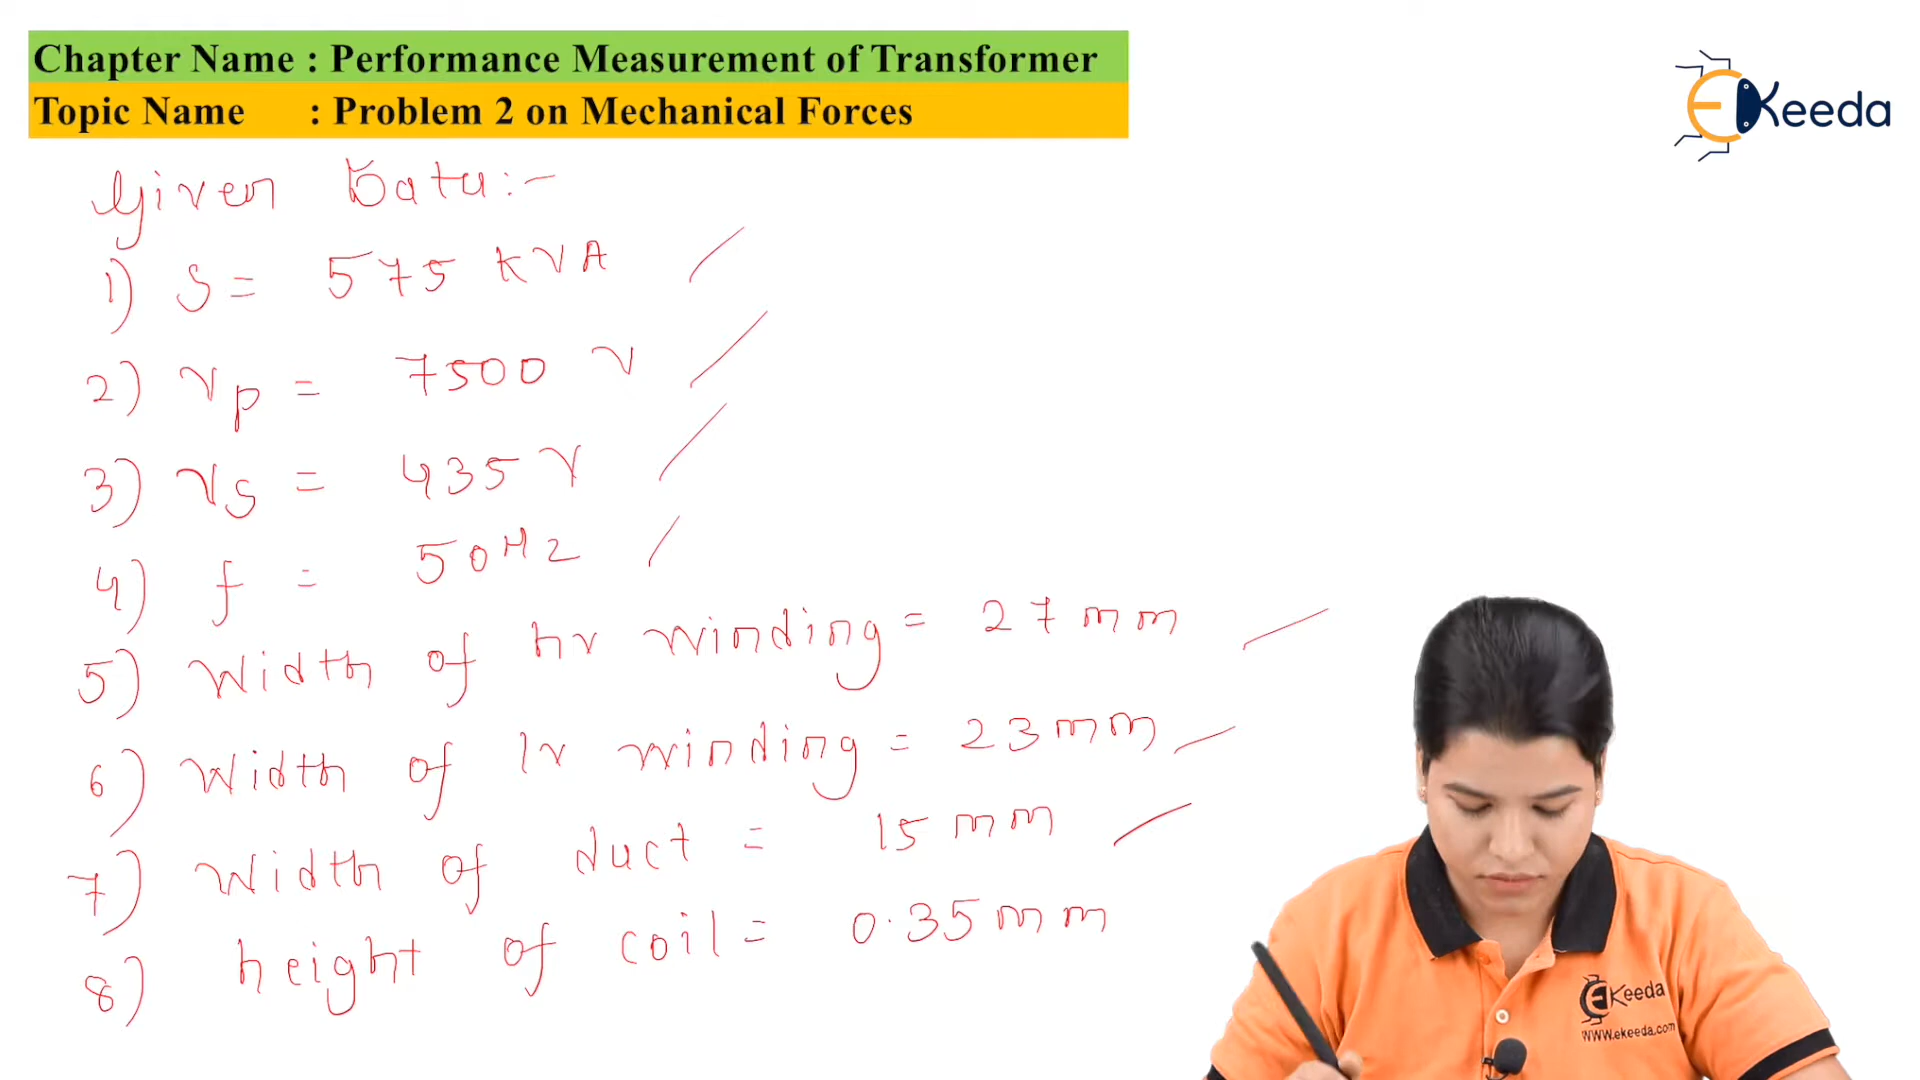 Chapter Name : Performance Measurement of Transformer
Topic Name : Problem 2 on Mechanical Forces
EKeeda
Given Data:-
1) S = 575 KVA
2) Vp = 7500 V
3) Vs = 435 V
4) f = 50Hz
5) Width of hv winding = 27 mm
6) Width of lv winding = 23 mm
7) Width of duct = 15 mm
8) height of coil = 0.35 mm
EKeeda
WWW.ekeeda.com